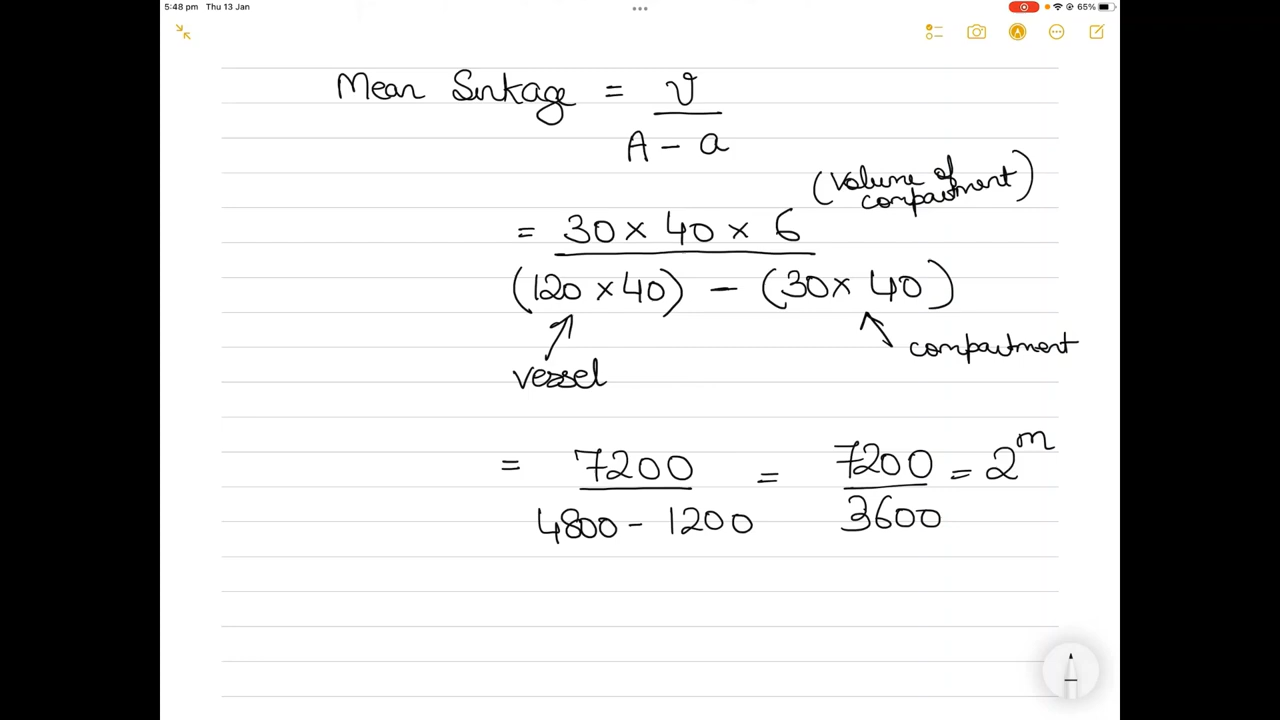 5:48 pm Thu 13 Jan 65%
Mean Sinkage = v
A - a
(Volume of
compartment)
= 30 × 40 × 6
(120 × 40) - (30 × 40)
compartment
vessel
= 7200 = 7200 = 2 m
4800 - 1200 3600